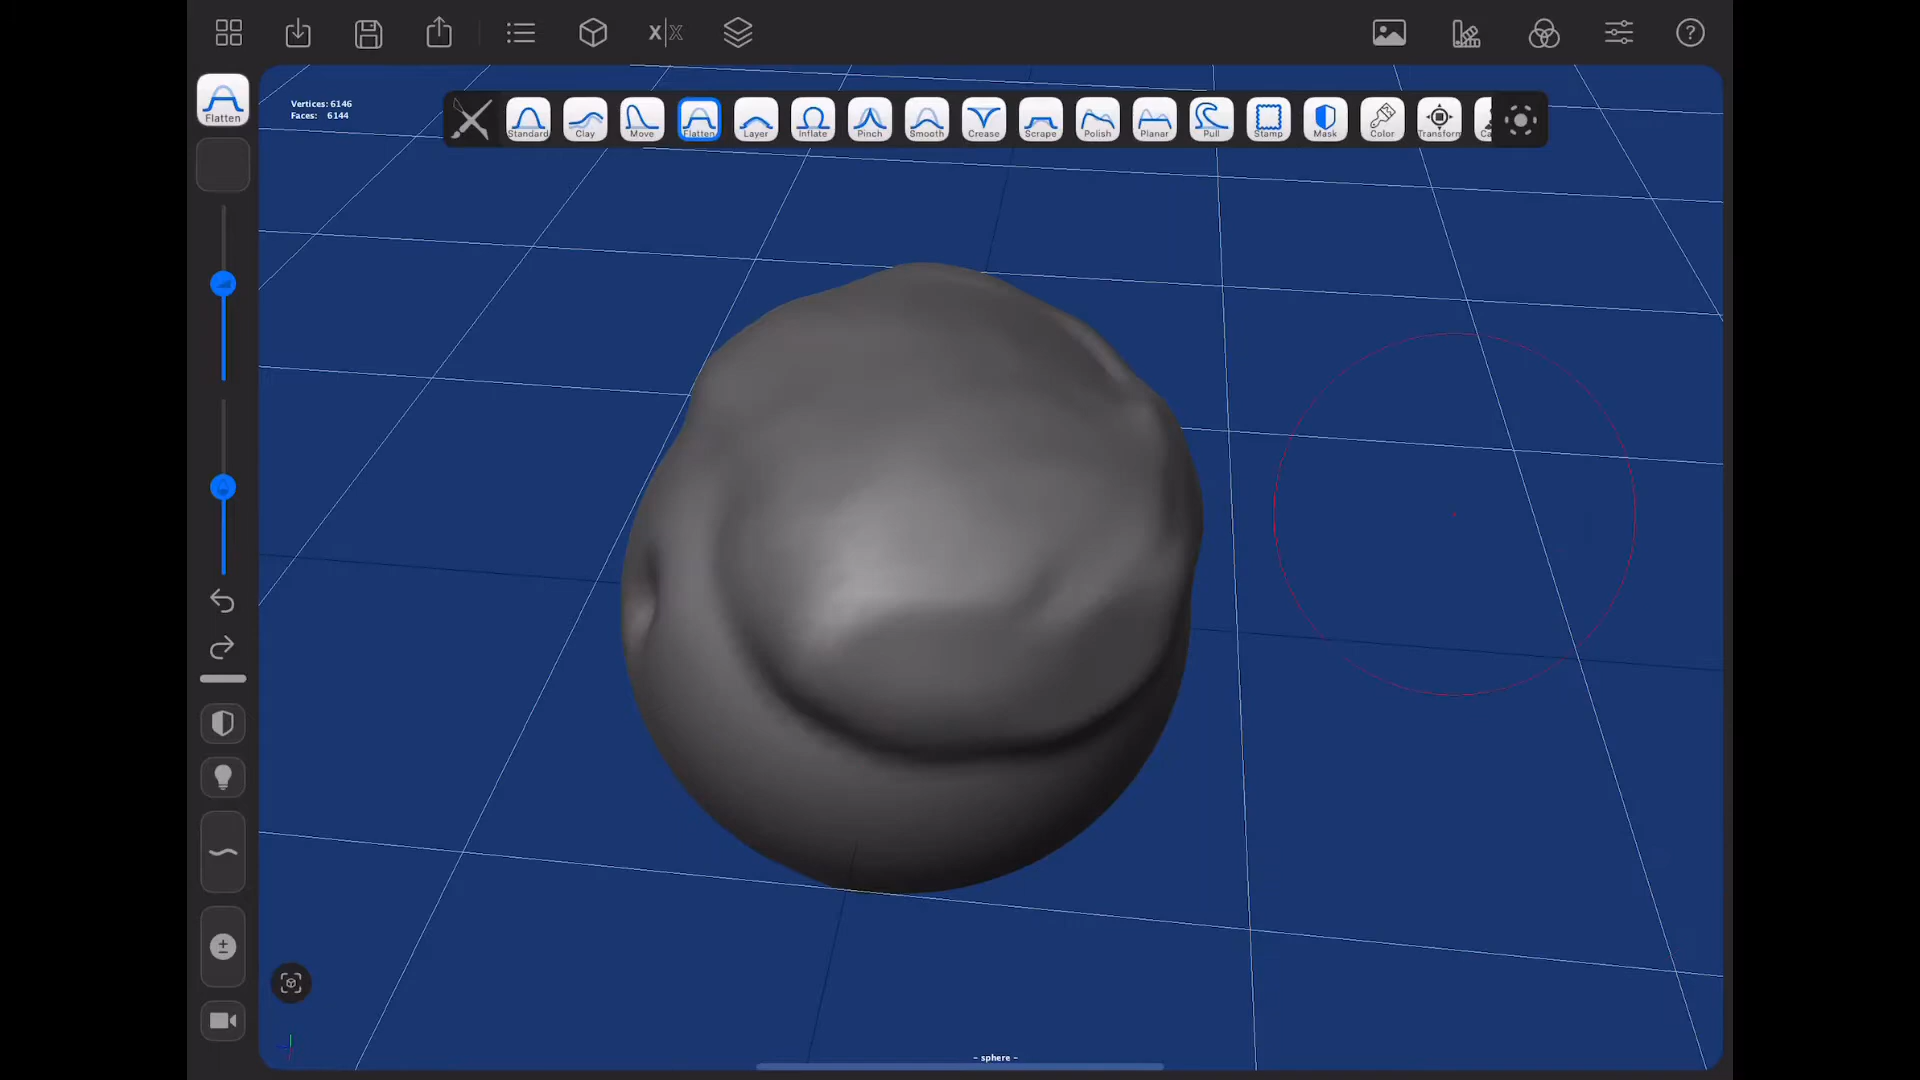 Flatten
Vertices: 6146
Faces: 6144
Standard
Clay
Move
Flatten
Layer
Inflate
Pinch
Smooth
Crease
Scrape
Polish
Planar
Pull
Stamp
Mask
Color
Transform
Ca
- sphere -